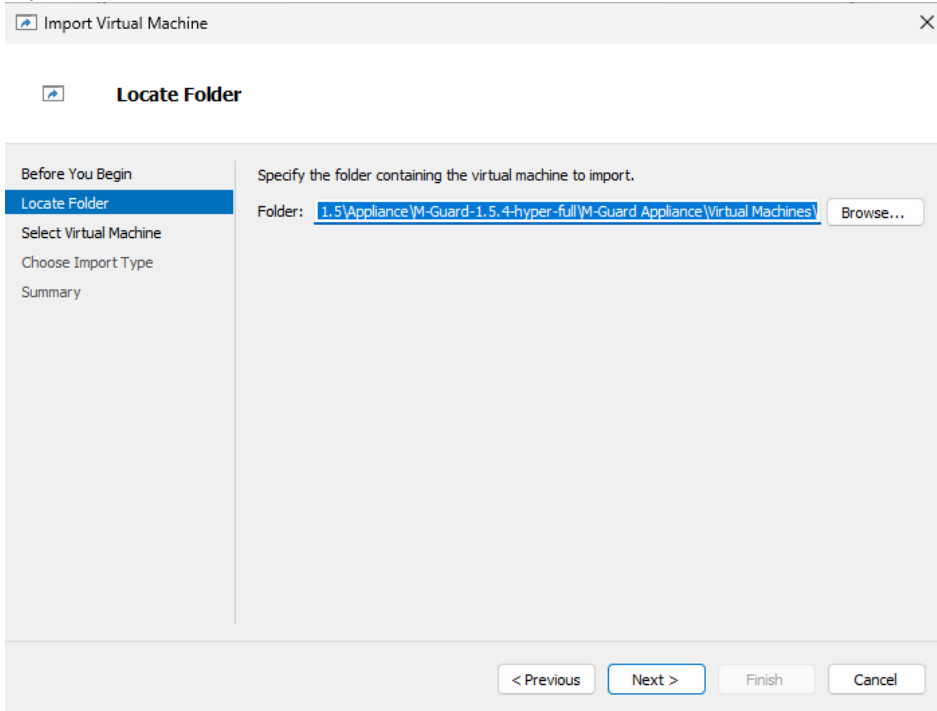 Import Virtual Machine
Locate Folder
Before You Begin
Locate Folder
Select Virtual Machine
Choose Import Type
Summary
Specify the folder containing the virtual machine to import.
Folder: 1.5\Appliance\M-Guard-1.5.4-hyper-full\M-Guard Appliance\Virtual Machines\ Browse...
< Previous Next > Finish Cancel